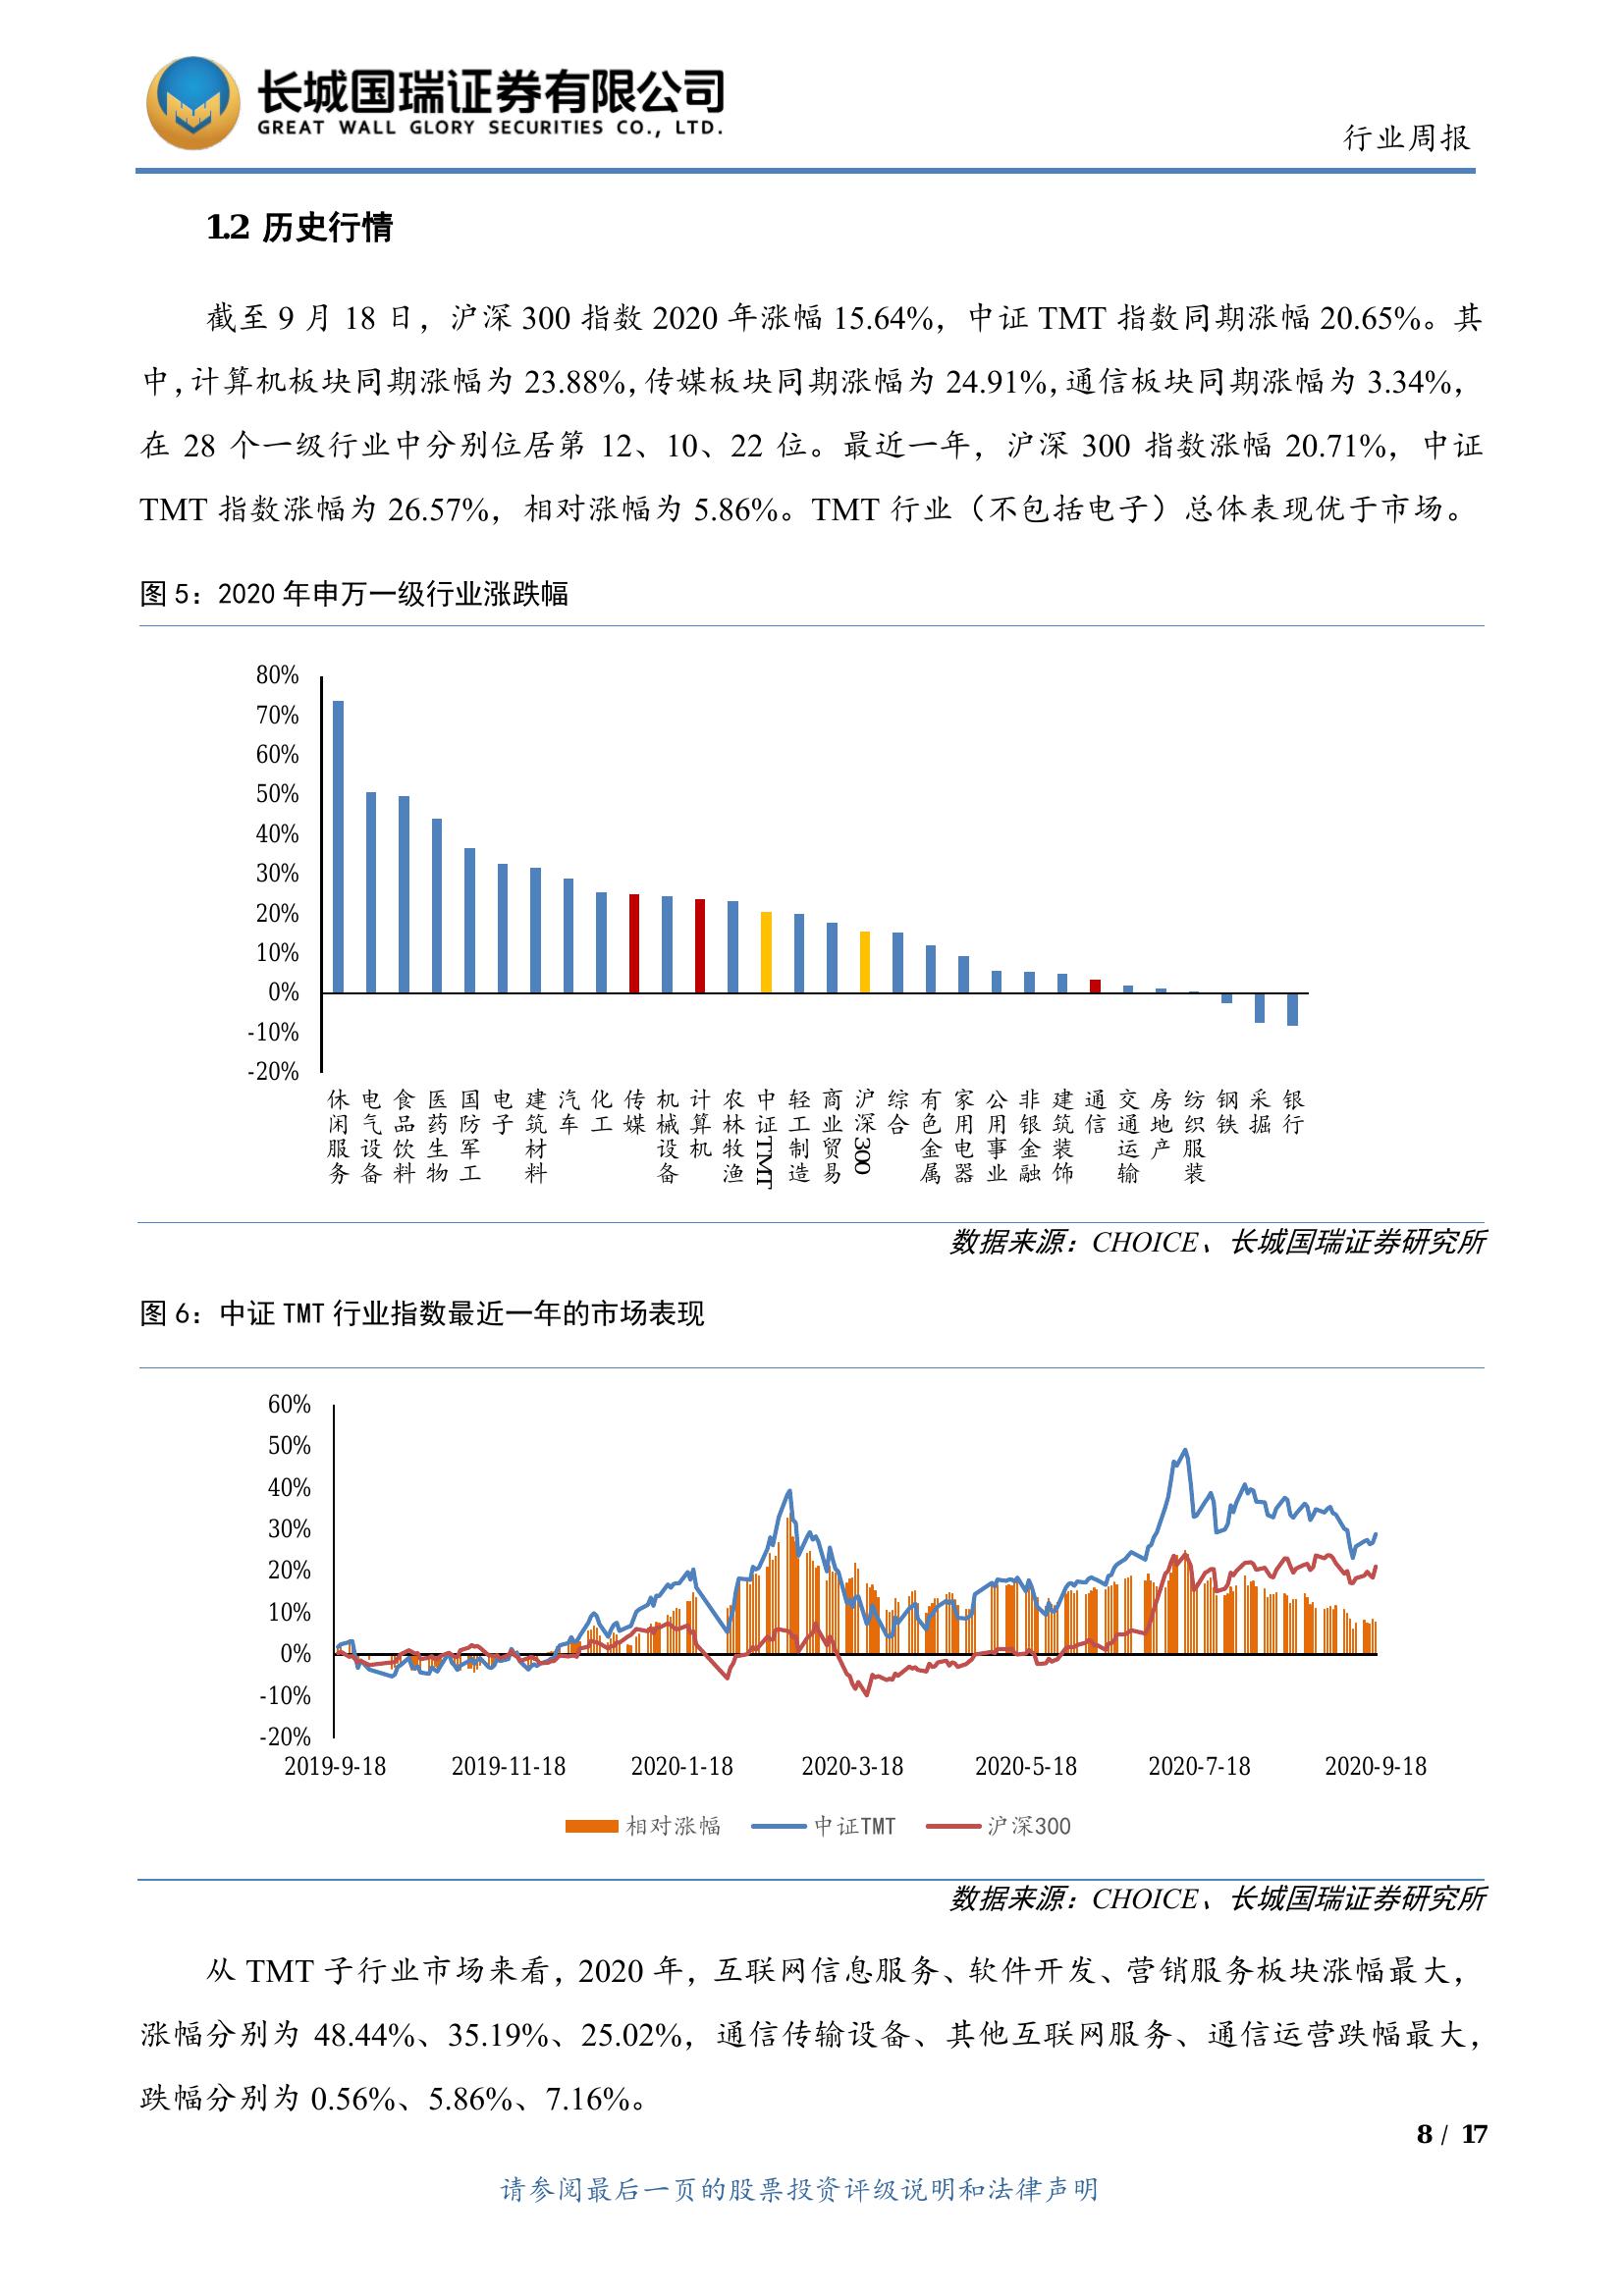 长城国瑞证券有限公司
GREAT WALL GLORY SECURITIES CO., LTD.
行业周报
1.2 历史行情
截至 9 月 18 日，沪深 300 指数 2020 年涨幅 15.64%，中证 TMT 指数同期涨幅 20.65%。其
中，计算机板块同期涨幅为 23.88%，传媒板块同期涨幅为 24.91%，通信板块同期涨幅为 3.34%，
在 28 个一级行业中分别位居第 12、10、22 位。最近一年，沪深 300 指数涨幅 20.71%，中证
TMT 指数涨幅为 26.57%，相对涨幅为 5.86%。TMT 行业（不包括电子）总体表现优于市场。
图 5：2020 年申万一级行业涨跌幅
80%
70%
60%
50%
40%
30%
20%
10%
0%
-10%
-20%
休闲服务
电气设备
食品饮料
医药生物
国防军工
电子
建筑材料
汽车
化工
传媒
机械设备
计算机
农林牧渔
中证TMT
轻工制造
商业贸易
沪深300
综合
有色金属
家用电器
公用事业
非银金融
建筑装饰
通信
交通运输
房地产
纺织服装
钢铁
采掘
银行
数据来源：CHOICE、长城国瑞证券研究所
图 6：中证 TMT 行业指数最近一年的市场表现
60%
50%
40%
30%
20%
10%
0%
-10%
-20%
2019-9-18 2019-11-18 2020-1-18 2020-3-18 2020-5-18 2020-7-18 2020-9-18
相对涨幅 中证TMT 沪深300
数据来源：CHOICE、长城国瑞证券研究所
从 TMT 子行业市场来看，2020 年，互联网信息服务、软件开发、营销服务板块涨幅最大，
涨幅分别为 48.44%、35.19%、25.02%，通信传输设备、其他互联网服务、通信运营跌幅最大，
跌幅分别为 0.56%、5.86%、7.16%。
8 / 17
请参阅最后一页的股票投资评级说明和法律声明